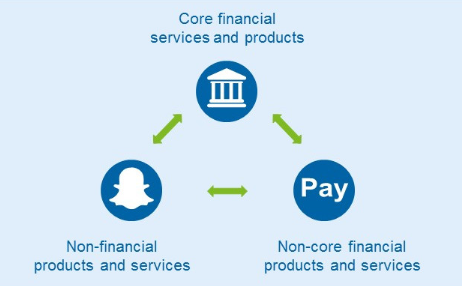 Core financial
services and products
Pay
Non-financial
products and services
Non-core financial
products and services